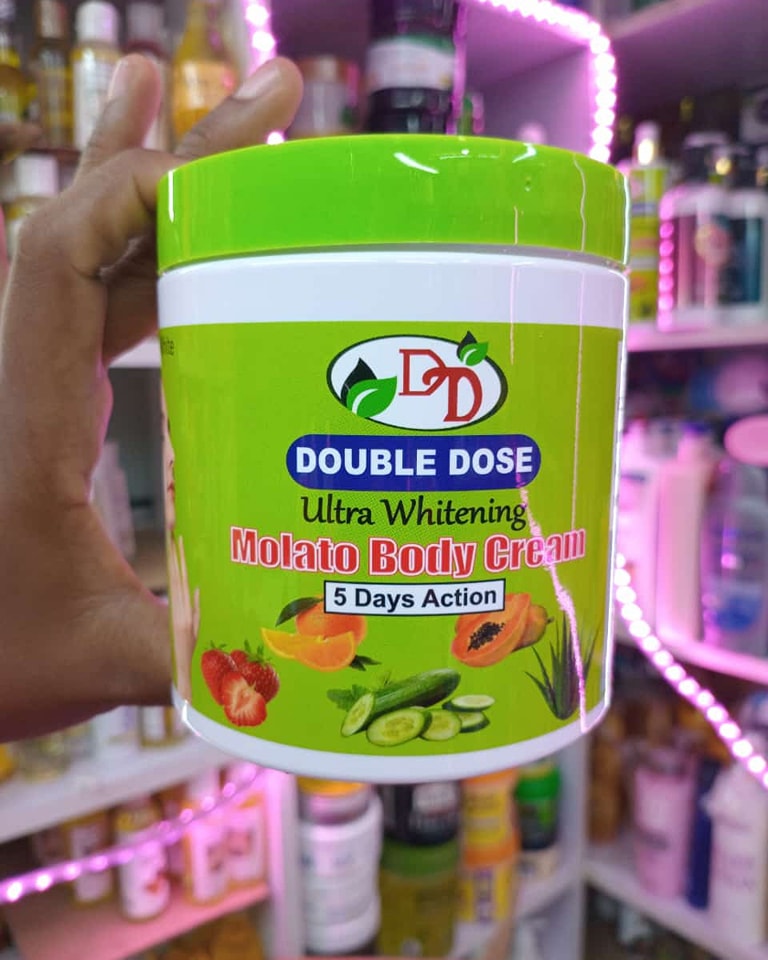 DD
DOUBLE DOSE
Ultra Whitening
Molato Body Cream
5 Days Action